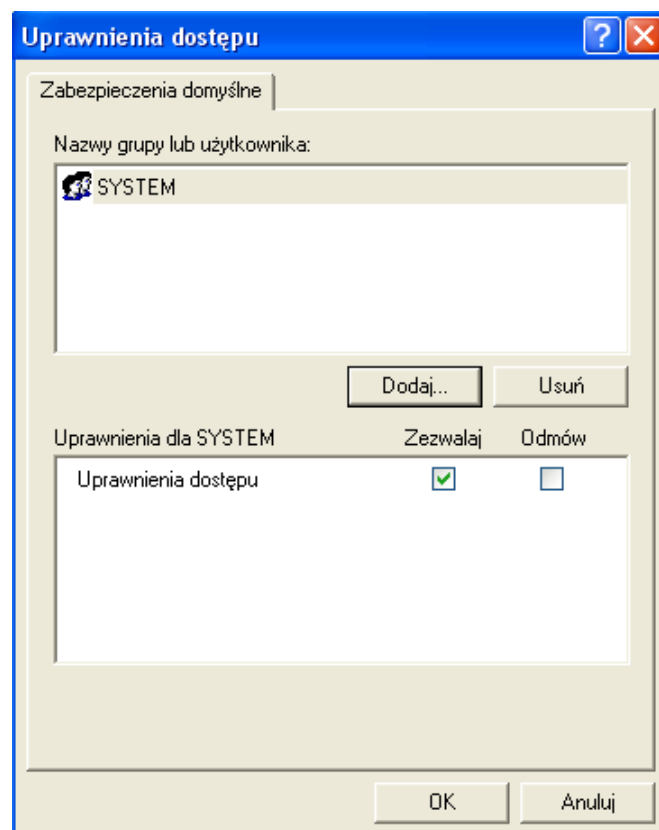 Uprawnienia dostępu
Zabezpieczenia domyślne
Nazwy grupy lub użytkownika:
SYSTEM
Dodaj... Usuń
Uprawnienia dla SYSTEM Zezwalaj Odmów
Uprawnienia dostępu
OK Anuluj